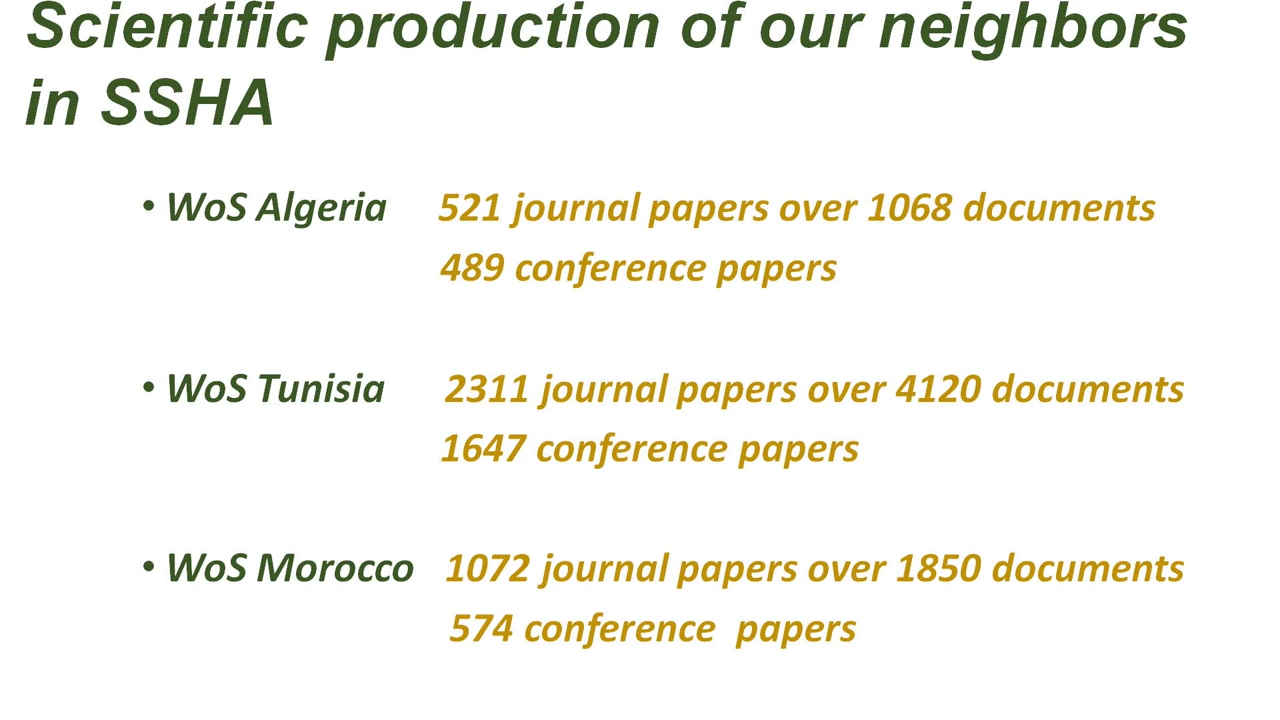 Scientific production of our neighbors
in SSHA
• WoS Algeria 521 journal papers over 1068 documents
489 conference papers
• WoS Tunisia 2311 journal papers over 4120 documents
1647 conference papers
• WoS Morocco 1072 journal papers over 1850 documents
574 conference papers